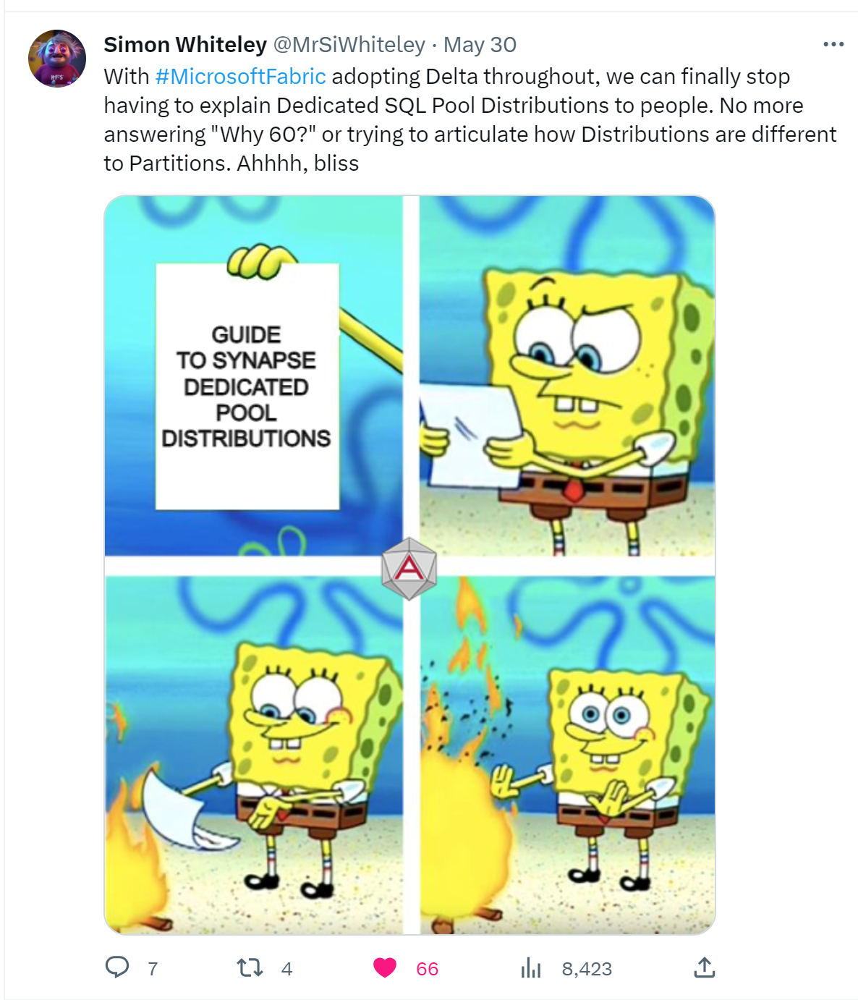 Simon Whiteley @MrSiWhiteley · May 30
With #MicrosoftFabric adopting Delta throughout, we can finally stop
having to explain Dedicated SQL Pool Distributions to people. No more
answering "Why 60?" or trying to articulate how Distributions are different
to Partitions. Ahhhh, bliss
GUIDE
TO SYNAPSE
DEDICATED
POOL
DISTRIBUTIONS
A
7 4 66 8,423